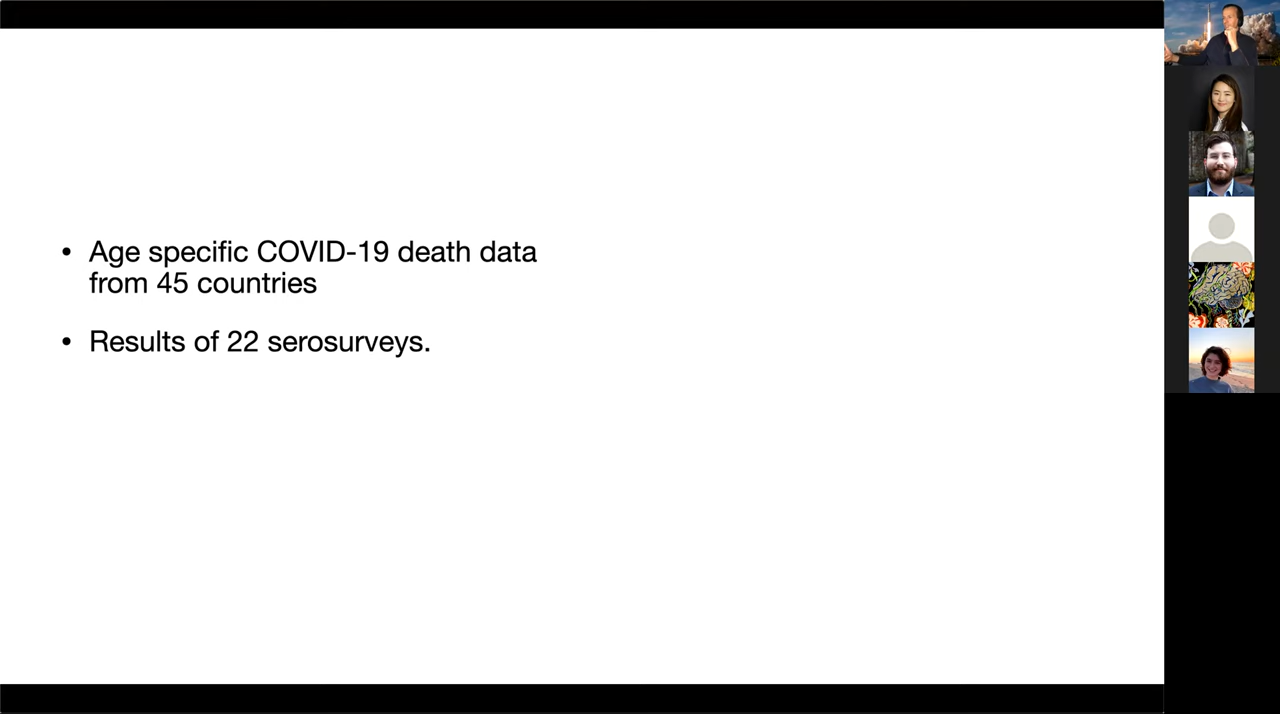 • Age specific COVID-19 death data
from 45 countries
• Results of 22 serosurveys.